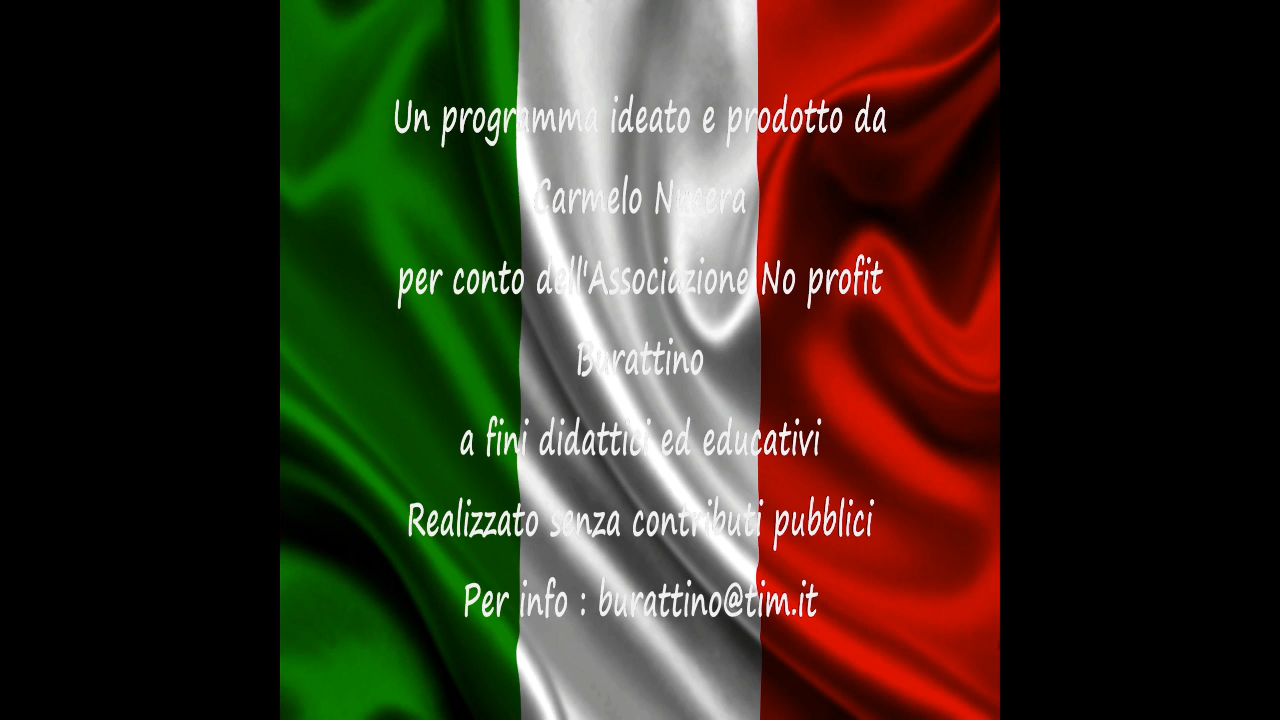 Un programma ideato e prodotto da
Carmelo Nucera
per conto dell'Associazione No profit
Burattino
a fini didattici ed educativi
Realizzato senza contributi pubblici
Per info : burattino@tim.it